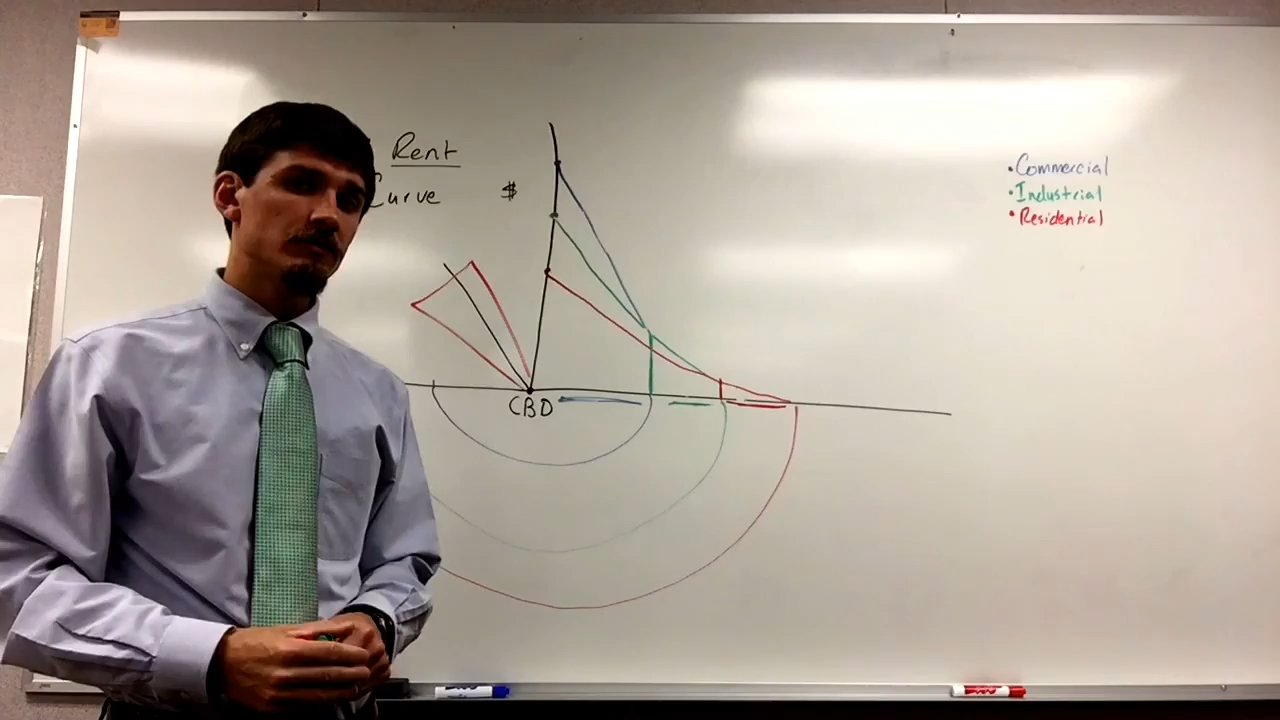 Rent
Curve
$
CBD
• Commercial
• Industrial
• Residential